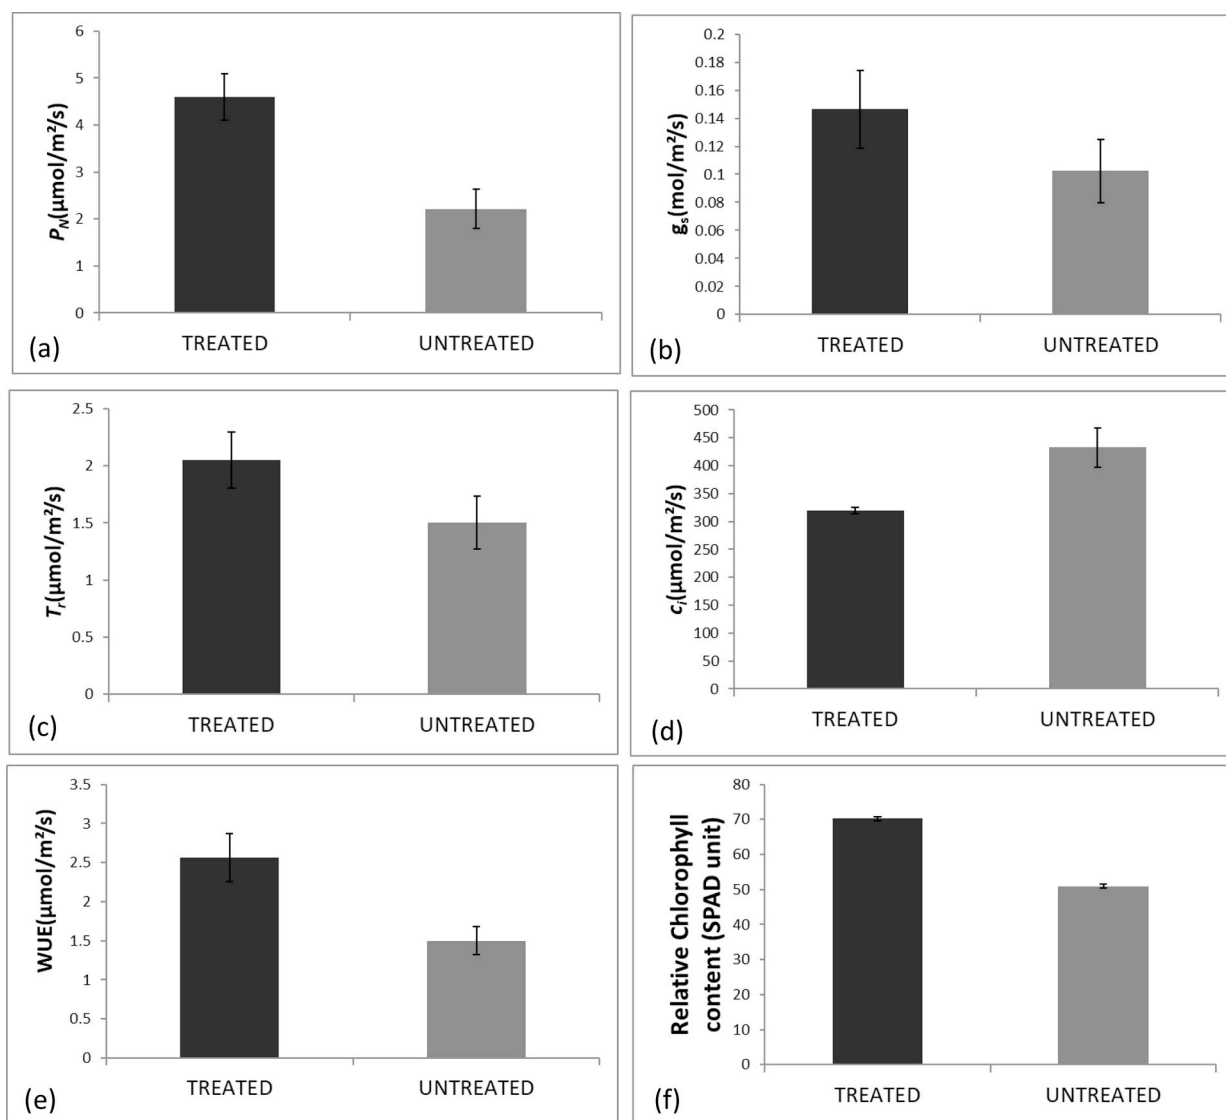 6
5
4
3
2
1
0
P_N(µmol/m²/s)
TREATED UNTREATED
(a)
0.2
0.18
0.16
0.14
0.12
0.1
0.08
0.06
0.04
0.02
0
g_s(mol/m²/s)
TREATED UNTREATED
(b)
2.5
2
1.5
1
0.5
0
T_r(µmol/m²/s)
TREATED UNTREATED
(c)
500
450
400
350
300
250
200
150
100
50
0
c_i(µmol/m²/s)
TREATED UNTREATED
(d)
3.5
3
2.5
2
1.5
1
0.5
0
WUE(µmol/m²/s)
TREATED UNTREATED
(e)
80
70
60
50
40
30
20
10
0
Relative Chlorophyll
content (SPAD unit)
TREATED UNTREATED
(f)